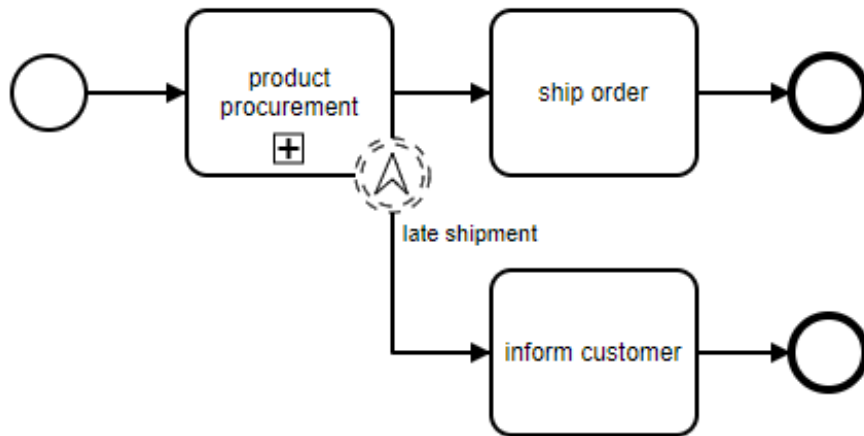 product
procurement
ship order
late shipment
inform customer